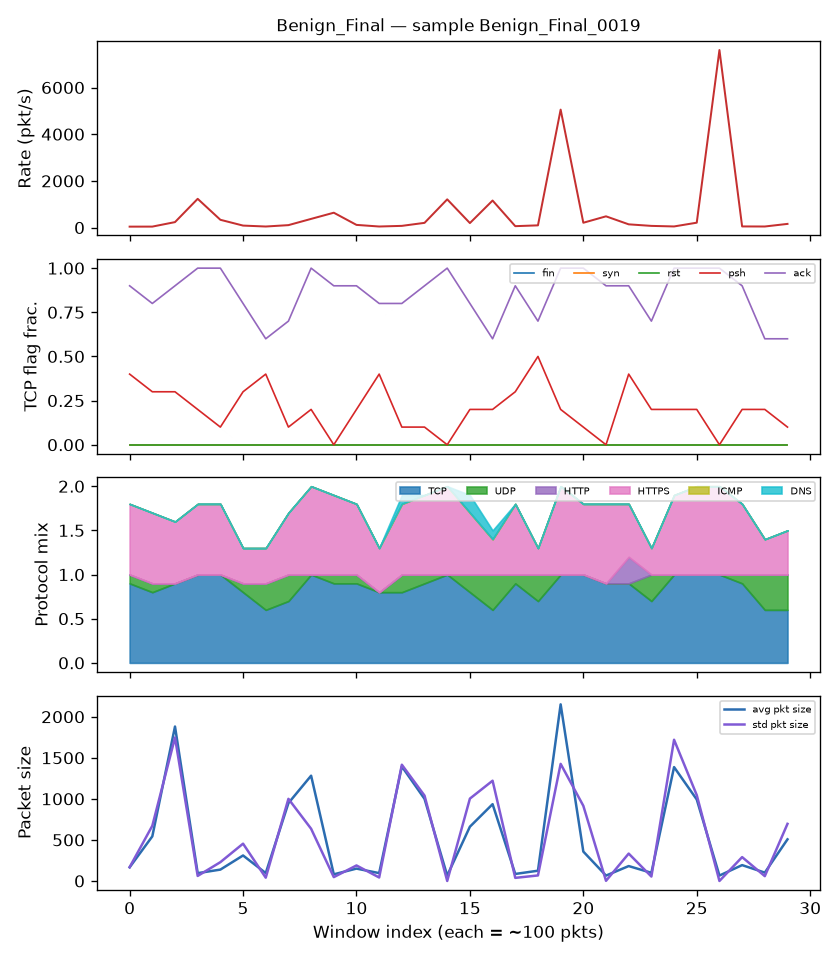 Benign_Final — sample Benign_Final_0019
Rate (pkt/s)
6000
4000
2000
0
TCP flag frac.
1.00
0.75
0.50
0.25
0.00
fin syn rst psh ack
Protocol mix
2.0
1.5
1.0
0.5
0.0
TCP UDP HTTP HTTPS ICMP DNS
Packet size
2000
1500
1000
500
0
avg pkt size
std pkt size
0 5 10 15 20 25 30
Window index (each = ~100 pkts)